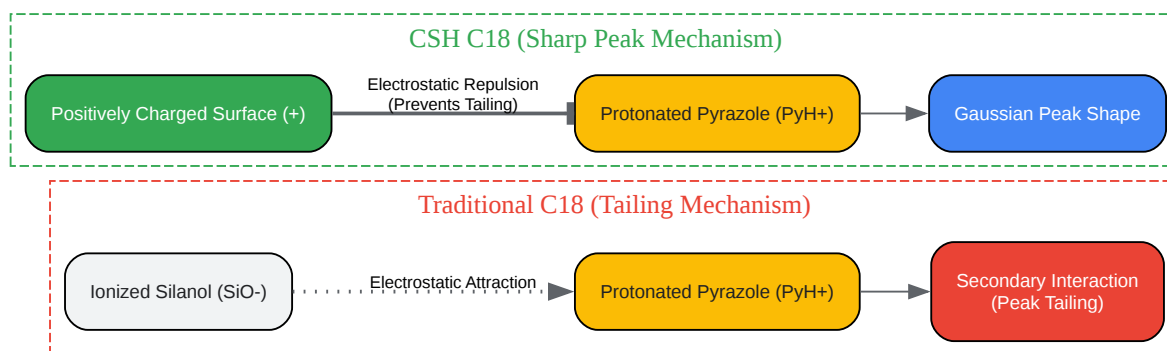 CSH C18 (Sharp Peak Mechanism)
Positively Charged Surface (+)
Electrostatic Repulsion
(Prevents Tailing)
Protonated Pyrazole (PyH+)
Gaussian Peak Shape
Traditional C18 (Tailing Mechanism)
Ionized Silanol (SiO-)
Electrostatic Attraction
Protonated Pyrazole (PyH+)
Secondary Interaction
(Peak Tailing)